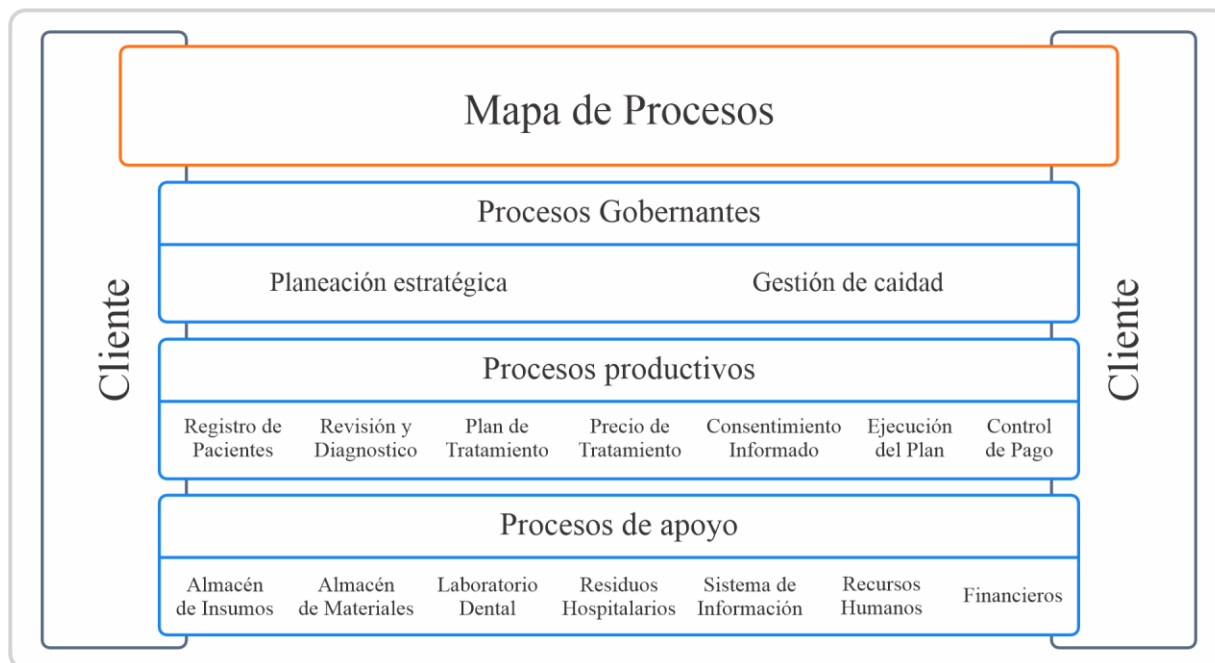 Mapa de Procesos
Procesos Gobernantes
Planeación estratégica
Gestión de caidad
Cliente
Cliente
Procesos productivos
Registro de
Pacientes
Revisión y
Diagnostico
Plan de
Tratamiento
Precio de
Tratamiento
Consentimiento
Informado
Ejecución
del Plan
Control
de Pago
Procesos de apoyo
Almacén
de Insumos
Almacén
de Materiales
Laboratorio
Dental
Residuos
Hospitalarios
Sistema de
Información
Recursos
Humanos
Financieros